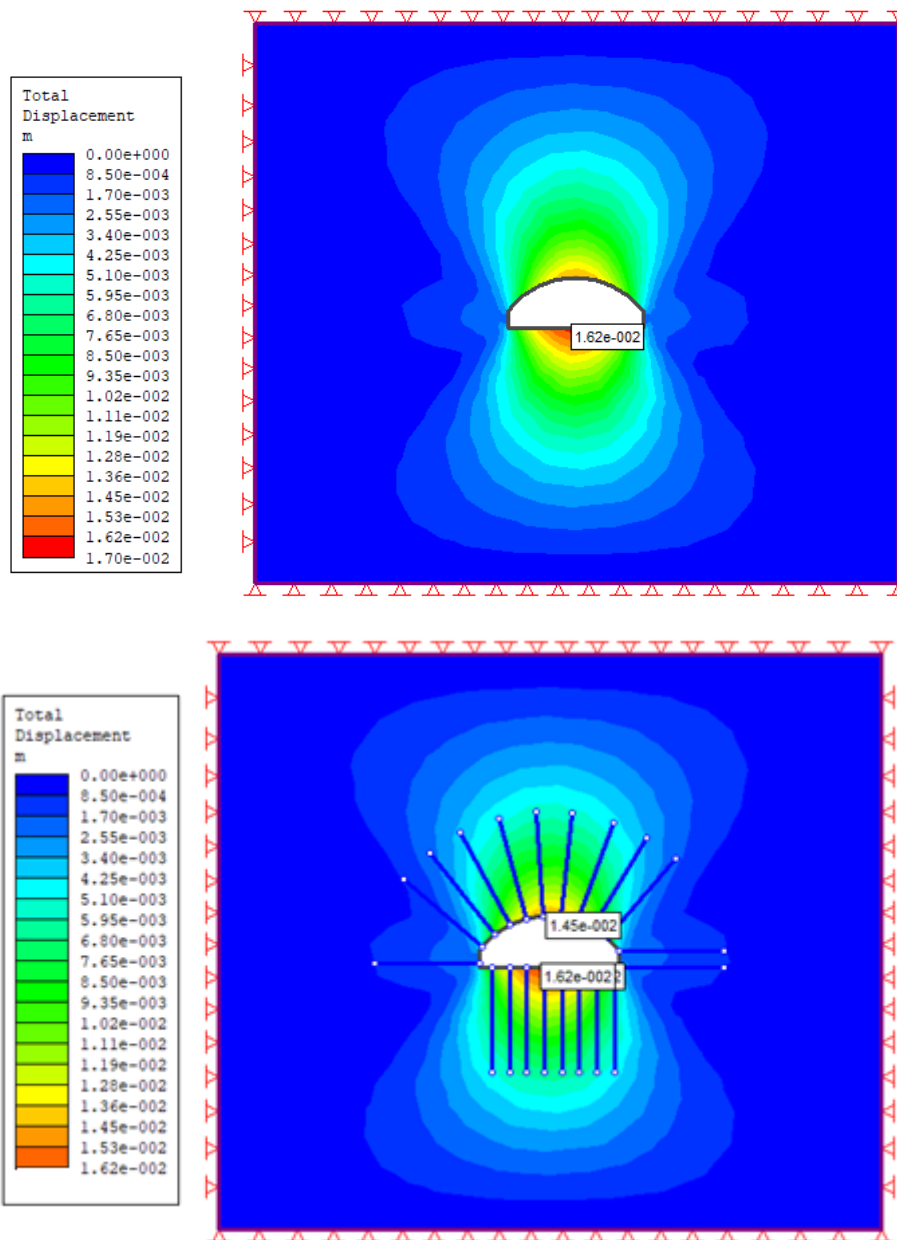 Total
Displacement
m
0.00e+000
8.50e-004
1.70e-003
2.55e-003
3.40e-003
4.25e-003
5.10e-003
5.95e-003
6.80e-003
7.65e-003
8.50e-003
9.35e-003
1.02e-002
1.11e-002
1.19e-002
1.28e-002
1.36e-002
1.45e-002
1.53e-002
1.62e-002
1.70e-002
1.62e-002
Total
Displacement
m
0.00e+000
8.50e-004
1.70e-003
2.55e-003
3.40e-003
4.25e-003
5.10e-003
5.95e-003
6.80e-003
7.65e-003
8.50e-003
9.35e-003
1.02e-002
1.11e-002
1.19e-002
1.28e-002
1.36e-002
1.45e-002
1.53e-002
1.62e-002
1.45e-002
1.62e-002